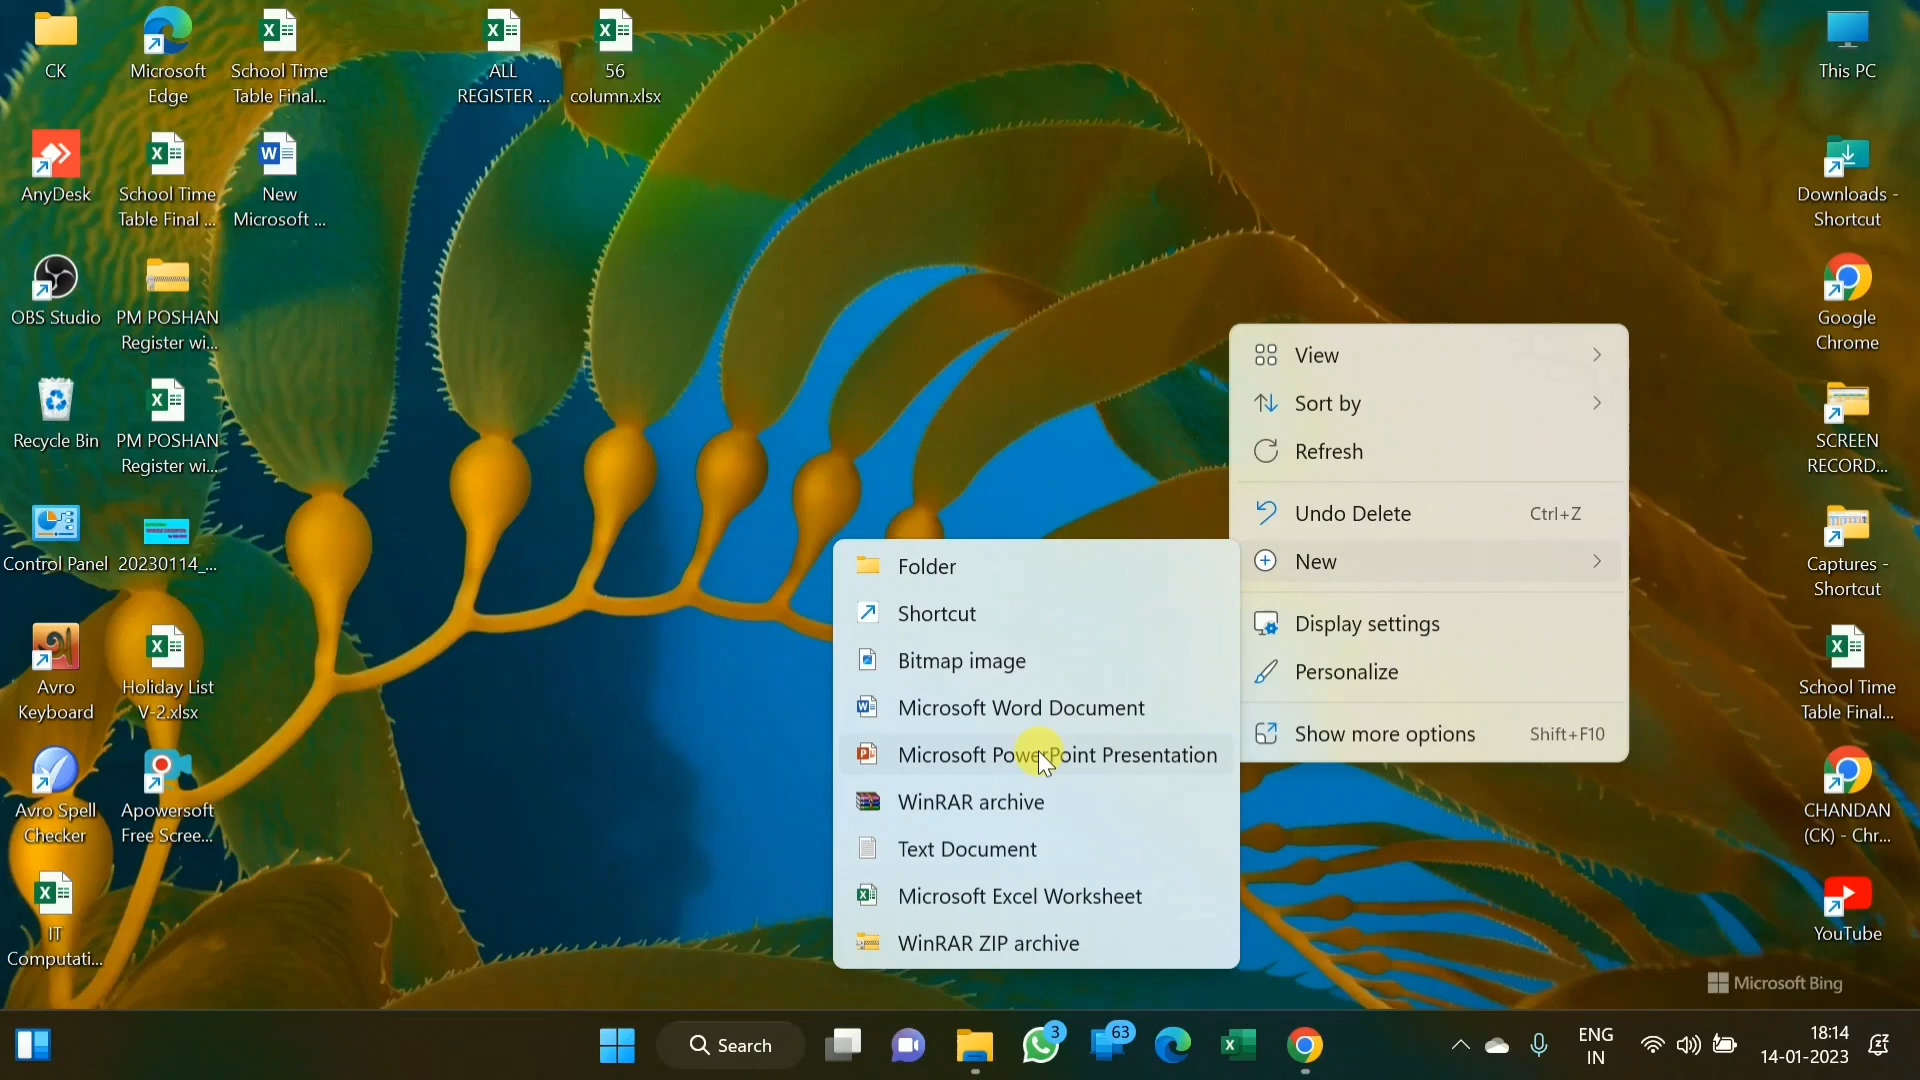 CK
Microsoft
Edge
School Time
Table Final...
ALL
REGISTER ...
56
column.xlsx
This PC
AnyDesk
School Time
Table Final ...
New
Microsoft ...
Downloads -
Shortcut
OBS Studio
PM POSHAN
Register wi...
Google
Chrome
Recycle Bin
PM POSHAN
Register wi...
SCREEN
RECORD...
Control Panel
20230114_...
Captures -
Shortcut
Avro
Keyboard
Holiday List
V-2.xlsx
School Time
Table Final...
Avro Spell
Checker
Apowersoft
Free Scree...
CHANDAN
(CK) - Chr...
IT
Computati...
YouTube
View
Sort by
Refresh
Undo Delete Ctrl+Z
New
Display settings
Personalize
Show more options Shift+F10
Folder
Shortcut
Bitmap image
Microsoft Word Document
Microsoft PowerPoint Presentation
WinRAR archive
Text Document
Microsoft Excel Worksheet
WinRAR ZIP archive
Microsoft Bing
Search
3
63
ENG
IN
18:14
14-01-2023